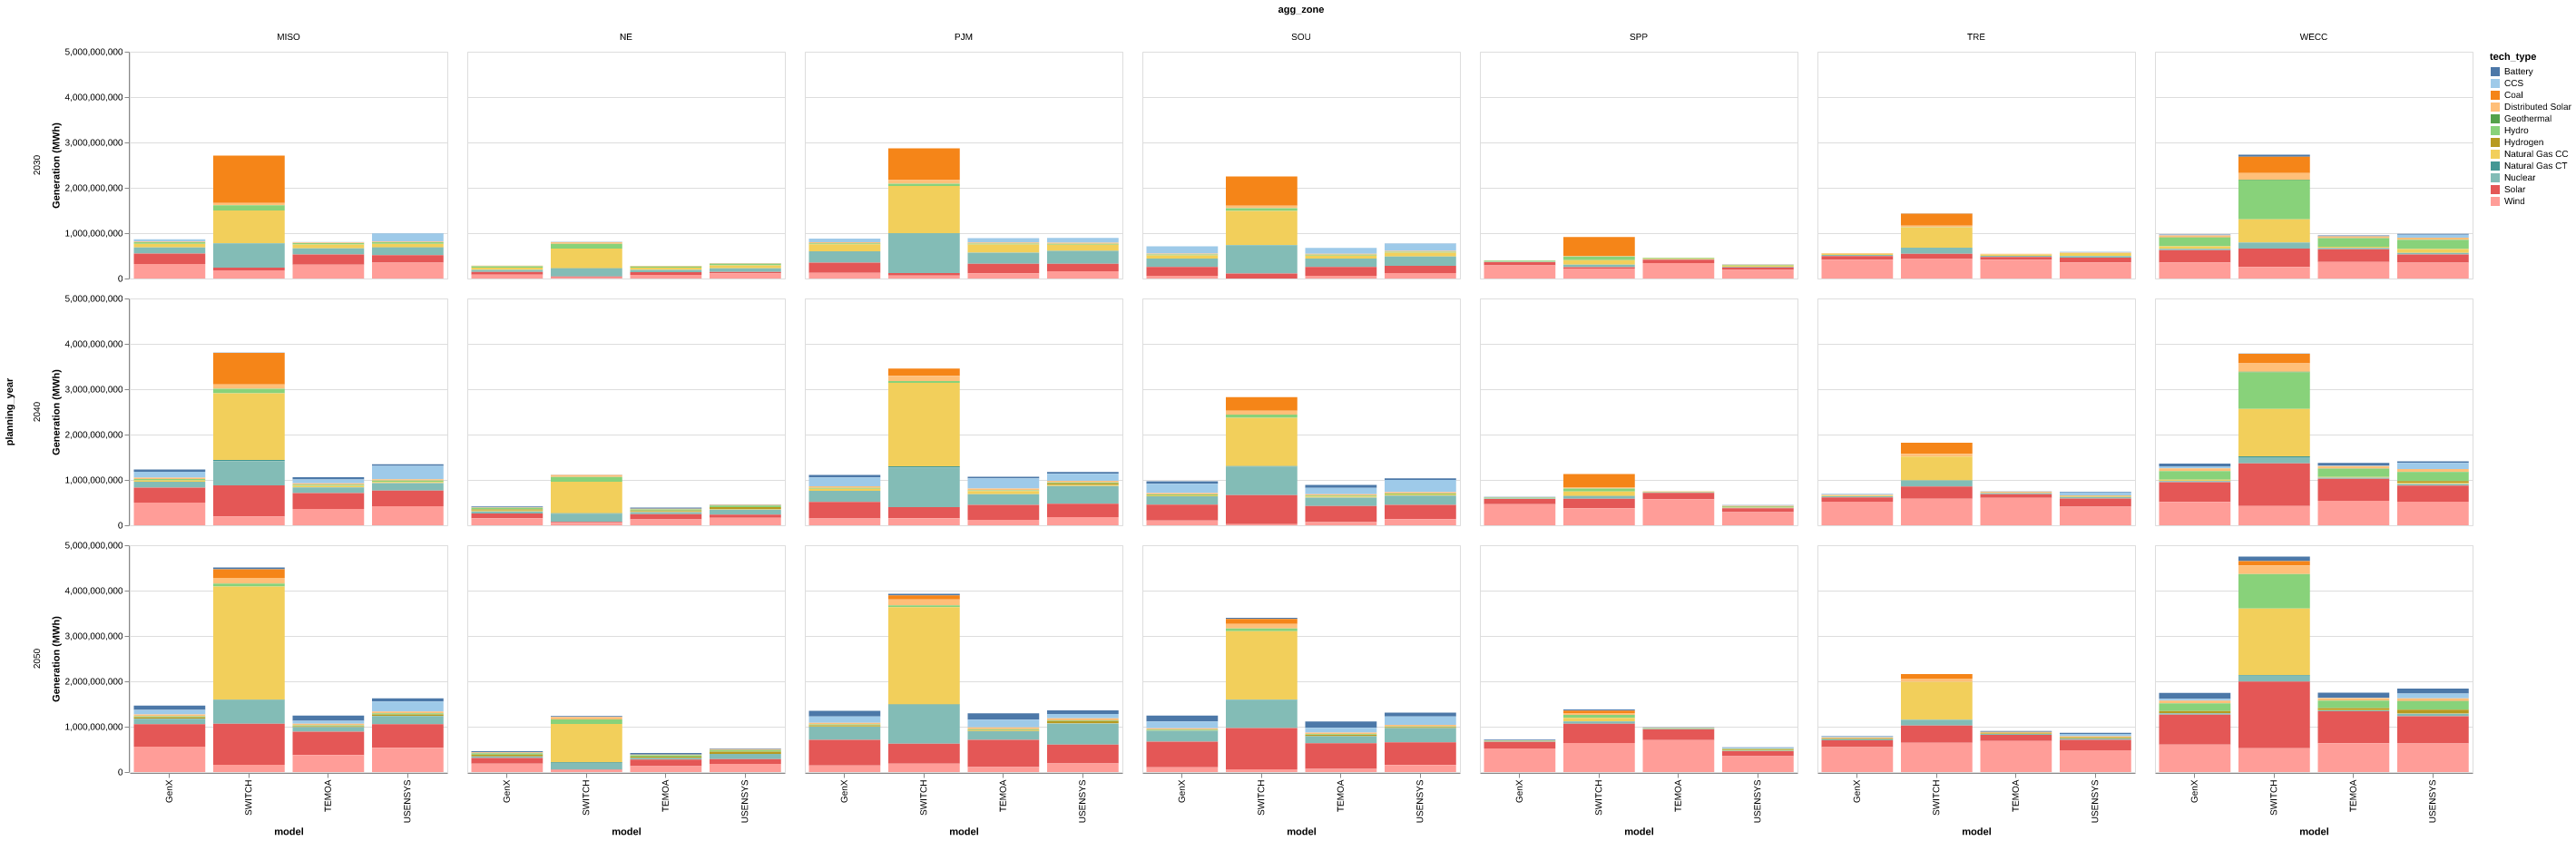 agg_zone
MISO NE PJM SOU SPP TRE WECC
planning_year
2030
Generation (MWh)
5,000,000,000
4,000,000,000
3,000,000,000
2,000,000,000
1,000,000,000
0
2040
Generation (MWh)
5,000,000,000
4,000,000,000
3,000,000,000
2,000,000,000
1,000,000,000
0
2050
Generation (MWh)
5,000,000,000
4,000,000,000
3,000,000,000
2,000,000,000
1,000,000,000
0
GenX SWITCH TEMOA USENSYS GenX SWITCH TEMOA USENSYS GenX SWITCH TEMOA USENSYS GenX SWITCH TEMOA USENSYS GenX SWITCH TEMOA USENSYS GenX SWITCH TEMOA USENSYS GenX SWITCH TEMOA USENSYS
model model model model model model model
tech_type
Battery
CCS
Coal
Distributed Solar
Geothermal
Hydro
Hydrogen
Natural Gas CC
Natural Gas CT
Nuclear
Solar
Wind